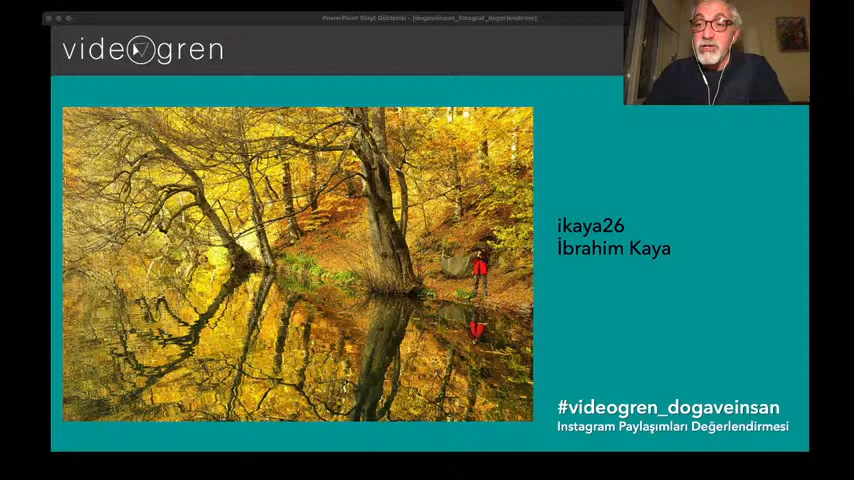 PowerPoint Slayt Gösterisi - [dogaveinsan_fotograf_degerlendirme]
videogren
ikaya26
İbrahim Kaya
#videogren_dogaveinsan
Instagram Paylaşımları Değerlendirmesi